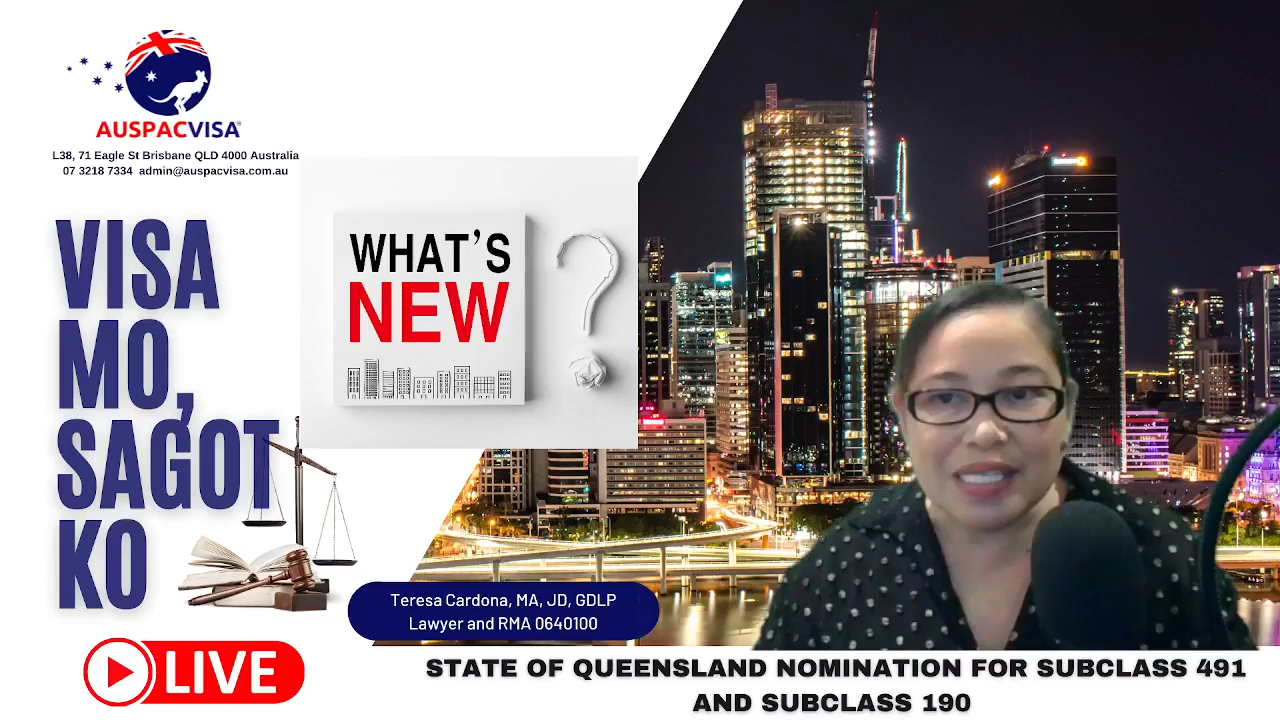 AUSPACVISA®
L38, 71 Eagle St Brisbane QLD 4000 Australia
07 3218 7334 admin@auspacvisa.com.au
VISA
MO,
SAGOT
KO
WHAT'S
NEW
?
Teresa Cardona, MA, JD, GDLP
Lawyer and RMA 0640100
LIVE
STATE OF QUEENSLAND NOMINATION FOR SUBCLASS 491
AND SUBCLASS 190